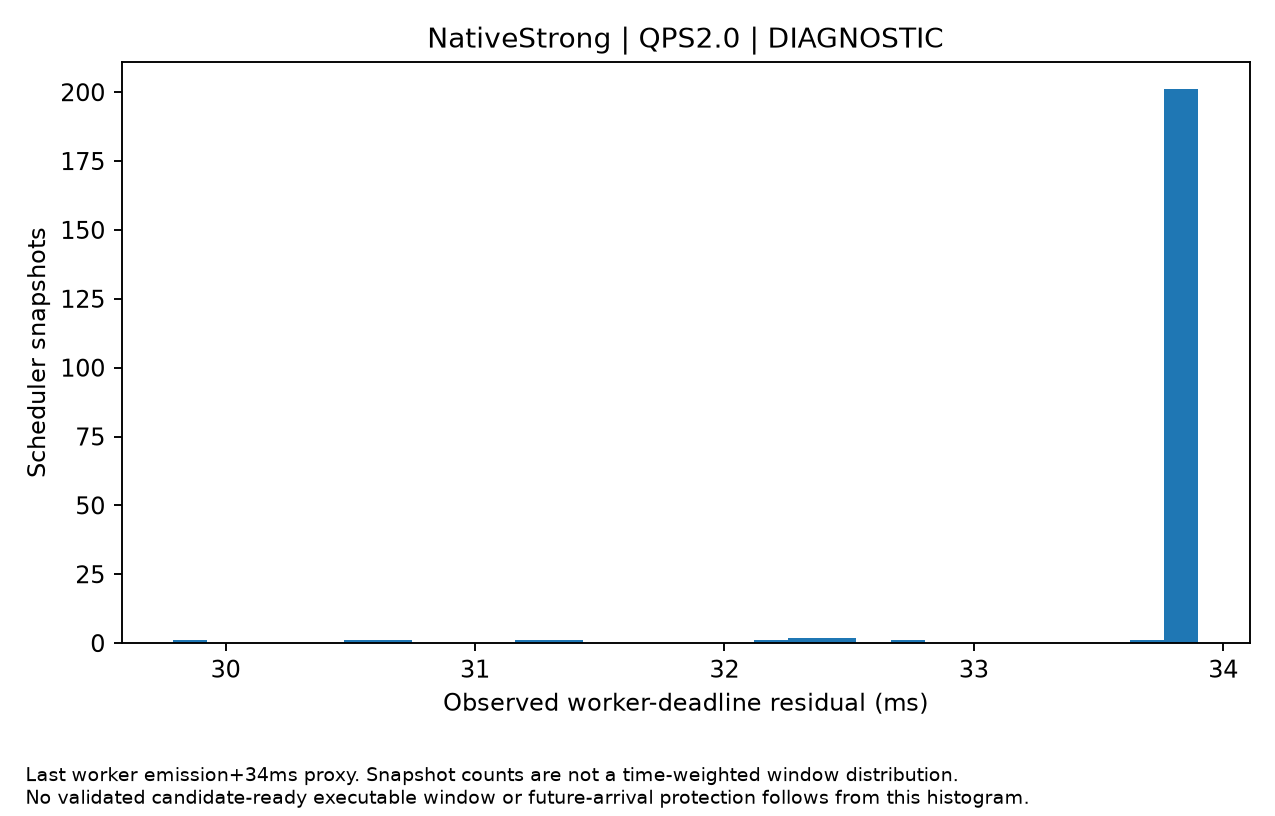 NativeStrong | QPS2.0 | DIAGNOSTIC
200
175
150
125
100
75
50
25
0
Scheduler snapshots
30 31 32 33 34
Observed worker-deadline residual (ms)
Last worker emission+34ms proxy. Snapshot counts are not a time-weighted window distribution.
No validated candidate-ready executable window or future-arrival protection follows from this histogram.